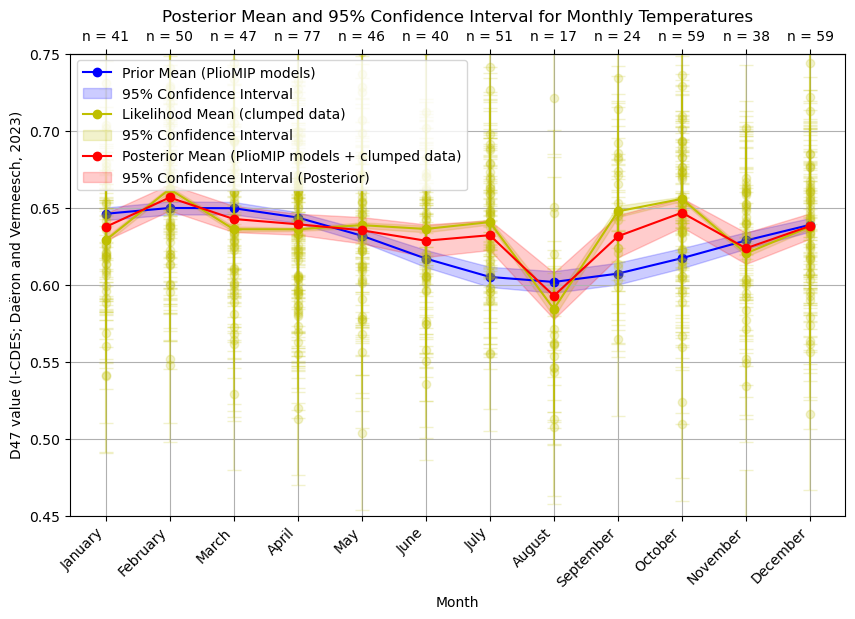 Posterior Mean and 95% Confidence Interval for Monthly Temperatures
n = 41 n = 50 n = 47 n = 77 n = 46 n = 40 n = 51 n = 17 n = 24 n = 59 n = 38 n = 59
Prior Mean (PlioMIP models)
95% Confidence Interval
Likelihood Mean (clumped data)
95% Confidence Interval
Posterior Mean (PlioMIP models + clumped data)
95% Confidence Interval (Posterior)
D47 value (I-CDES; Daëron and Vermeesch, 2023)
0.75
0.70
0.65
0.60
0.55
0.50
0.45
January February March April May June July August September October November December
Month